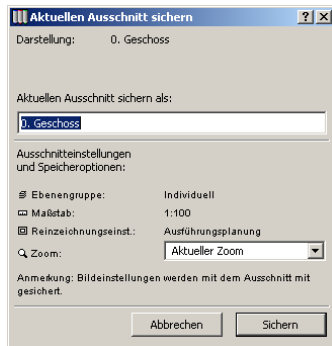 Aktuellen Ausschnitt sichern
Darstellung: 0. Geschoss
Aktuellen Ausschnitt sichern als:
0. Geschoss
Ausschnitteinstellungen
und Speicheroptionen:
Ebenengruppe: Individuell
Maßstab: 1:100
Reinzeichnungseinst.: Ausführungsplanung
Zoom: Aktueller Zoom
Anmerkung: Bildeinstellungen werden mit dem Ausschnitt mit
gesichert.
Abbrechen Sichern